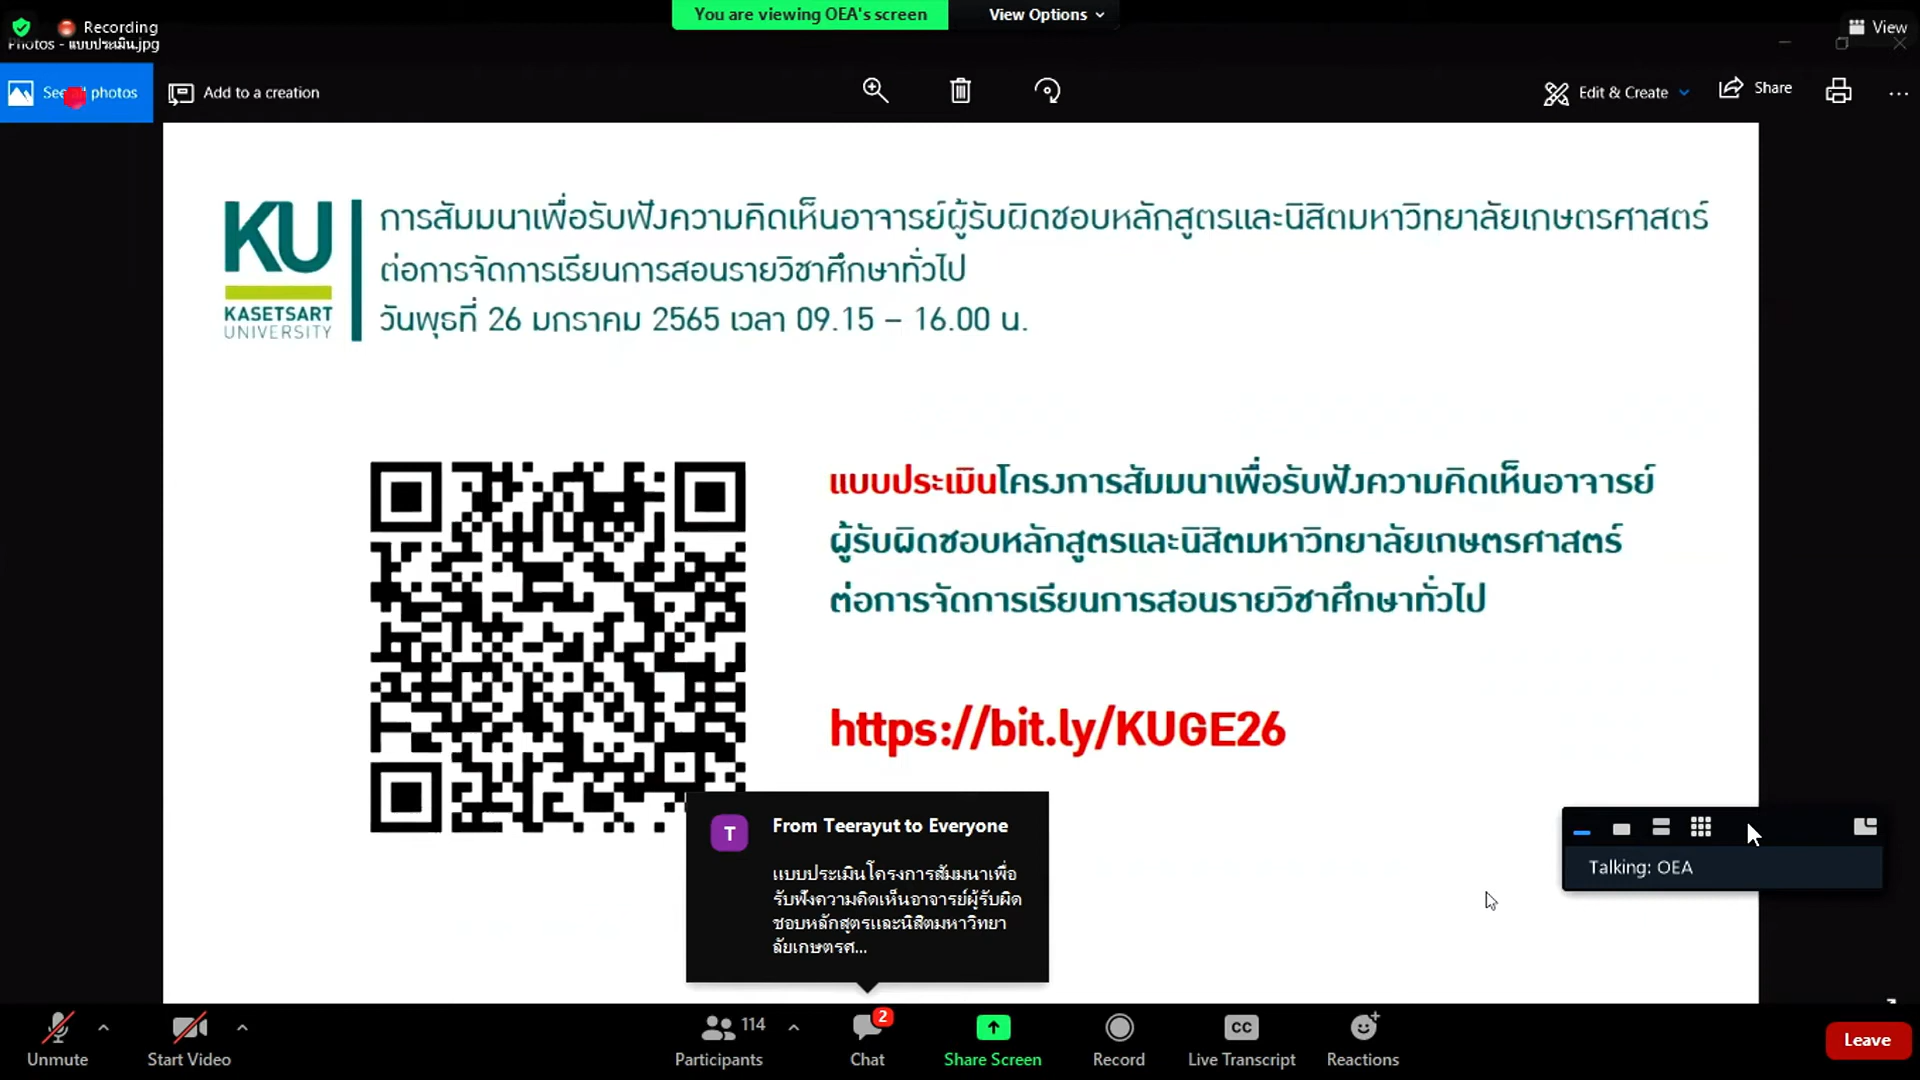 You are viewing OEA's screen
View Options
Recording
View
Photos - แบบประเมิน.jpg
photos
Add to a creation
Edit & Create
Share
KU
KASETSART
UNIVERSITY
การสัมมนาเพื่อรับฟังความคิดเห็นอาจารย์ผู้รับผิดชอบหลักสูตรและนิสิตมหาวิทยาลัยเกษตรศาสตร์
ต่อการจัดการเรียนการสอนรายวิชาศึกษาทั่วไป
วันพุธที่ 26 มกราคม 2565 เวลา 09.15 – 16.00 น.
แบบประเมินโครงการสัมมนาเพื่อรับฟังความคิดเห็นอาจารย์
ผู้รับผิดชอบหลักสูตรและนิสิตมหาวิทยาลัยเกษตรศาสตร์
ต่อการจัดการเรียนการสอนรายวิชาศึกษาทั่วไป
https://bit.ly/KUGE26
T
From Teerayut to Everyone
แบบประเมินโครงการสัมมนาเพื่อ
รับฟังความคิดเห็นอาจารย์ผู้รับผิด
ชอบหลักสูตรและนิสิตมหาวิทยา
ลัยเกษตรศ...
Talking: OEA
Unmute
Start Video
114
Participants
2
Chat
Share Screen
Record
CC
Live Transcript
Reactions
Leave